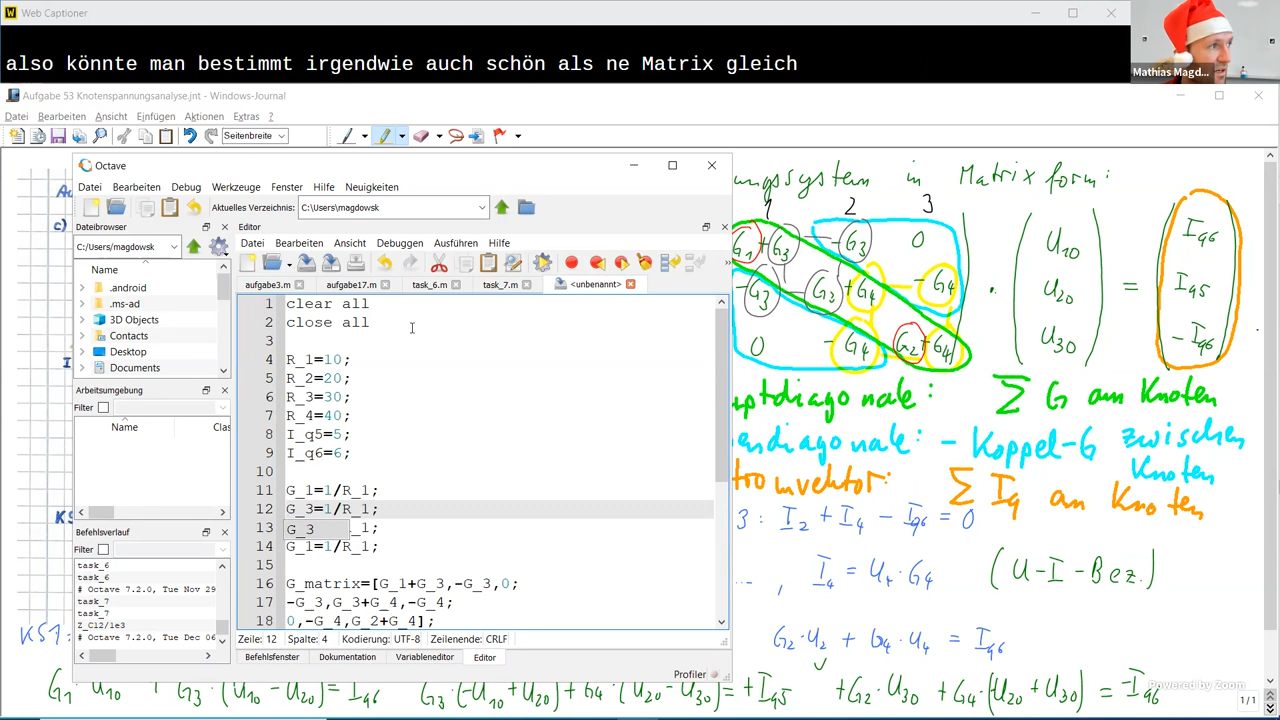 Web Captioner
also könnte man bestimmt irgendwie auch schön als ne Matrix gleich
Mathias Magd...
Aufgabe 53 Knotenspannungsanalyse.jnt - Windows-Journal
Datei Bearbeiten Ansicht Einfügen Aktionen Extras ?
Seitenbreite
Octave
Datei Bearbeiten Debug Werkzeuge Fenster Hilfe Neuigkeiten
Aktuelles Verzeichnis: C:\Users\magdowsk
Dateibrowser
C:/Users/magdowsk
Name
.android
.ms-ad
3D Objects
Contacts
Desktop
Documents
Arbeitsumgebung
Filter
Name Clas
Befehlsverlauf
Filter
task_6
task_6
# Octave 7.2.0, Tue Nov 29
task_7
task_7
Z_C12/1e3
# Octave 7.2.0, Tue Dec 06
Editor
Datei Bearbeiten Ansicht Debuggen Ausführen Hilfe
abgabe3.m aufgabe17.m task_6.m task_7.m <unbenannt>
1 clear all
2 close all
3
4 R_1=10;
5 R_2=20;
6 R_3=30;
7 R_4=40;
8 I_q5=5;
9 I_q6=6;
10
11 G_1=1/R_1;
12 G_3=1/R_1;
13 G_3 _1;
14 G_1=1/R_1;
15
16 G_matrix=[G_1+G_3,-G_3,0;
17 -G_3,G_3+G_4,-G_4;
18 0,-G_4,G_2+G_4];
Zeile: 12 Spalte: 4 Kodierung: UTF-8 Zeilenende: CRLF
Befehlsfenster Dokumentation Variableneditor Editor
Profiler
ungssystem in Matrixform:
1 2 3
G1+G3 -G3 0 U10 Iq6
-G3 G3+G4 -G4 · U20 = Iq5
0 -G4 G2+G4 U30 -Iq6
uptdiagonale: Σ G am Knoten
endiagonale: - Koppel-G zwischen
Knoten
tromvektor: Σ Iq am Knoten
3: I2 + I4 - Iq6 = 0
..., I4 = U4 · G4 (U-I-Bez.)
KS1:
G2·U2 + G4·U4 = Iq6
G1·U10 + G3·(U10-U20)=Iq6 G3·(-U10+U20)+G4·(U20-U30)=+Iq5 +G2·U30 +G4·(-U20+U30) = -Iq6
Powered by Zoom
1/1